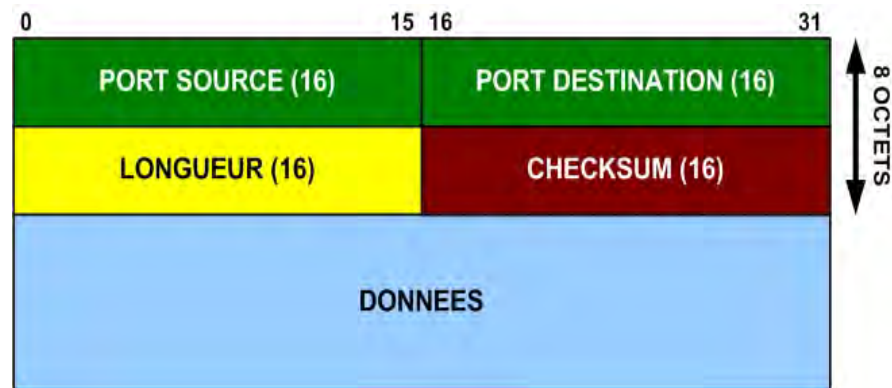 0 15 16 31
PORT SOURCE (16) PORT DESTINATION (16)
LONGUEUR (16) CHECKSUM (16)
8 OCTETS
DONNEES